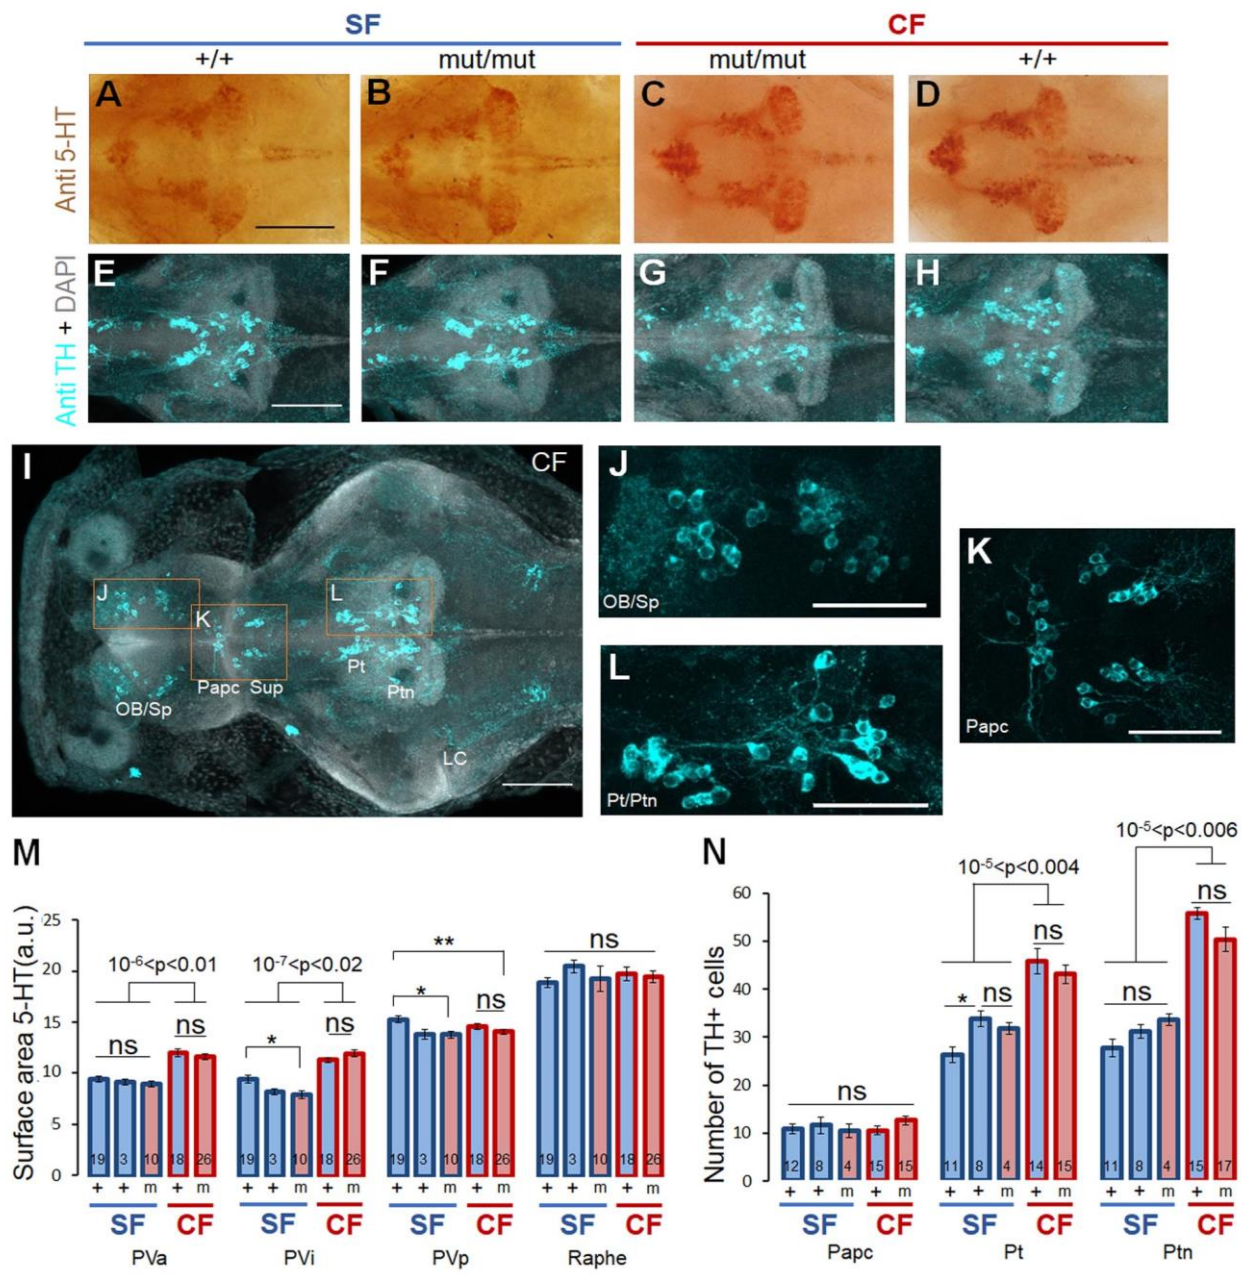 SF
CF
+/+
mut/mut
mut/mut
+/+
Anti 5-HT
A
B
C
D
Anti TH + DAPI
E
F
G
H
I
CF
J
K
L
OB/Sp
Papc
Sup
Pt
Ptn
LC
J
OB/Sp
K
Papc
L
Pt/Ptn
M
Surface area 5-HT(a.u.)
25
20
15
10
5
0
10-6<p<0.01
ns
ns
10-7<p<0.02
*
ns
**
*
ns
ns
19 3 10 18 26
19 3 10 18 26
19 3 10 18 26
19 3 10 18 26
+ + m + m
+ + m + m
+ + m + m
+ + m + m
SF CF
SF CF
SF CF
SF CF
PVa
PVi
PVp
Raphe
N
Number of TH+ cells
60
50
40
30
20
10
0
10-5<p<0.004
10-5<p<0.006
ns
* ns
ns
ns
ns
12 8 4 15 15
11 8 4 14 15
11 8 4 15 17
+ + m + m
+ + m + m
+ + m + m
SF CF
SF CF
SF CF
Papc
Pt
Ptn